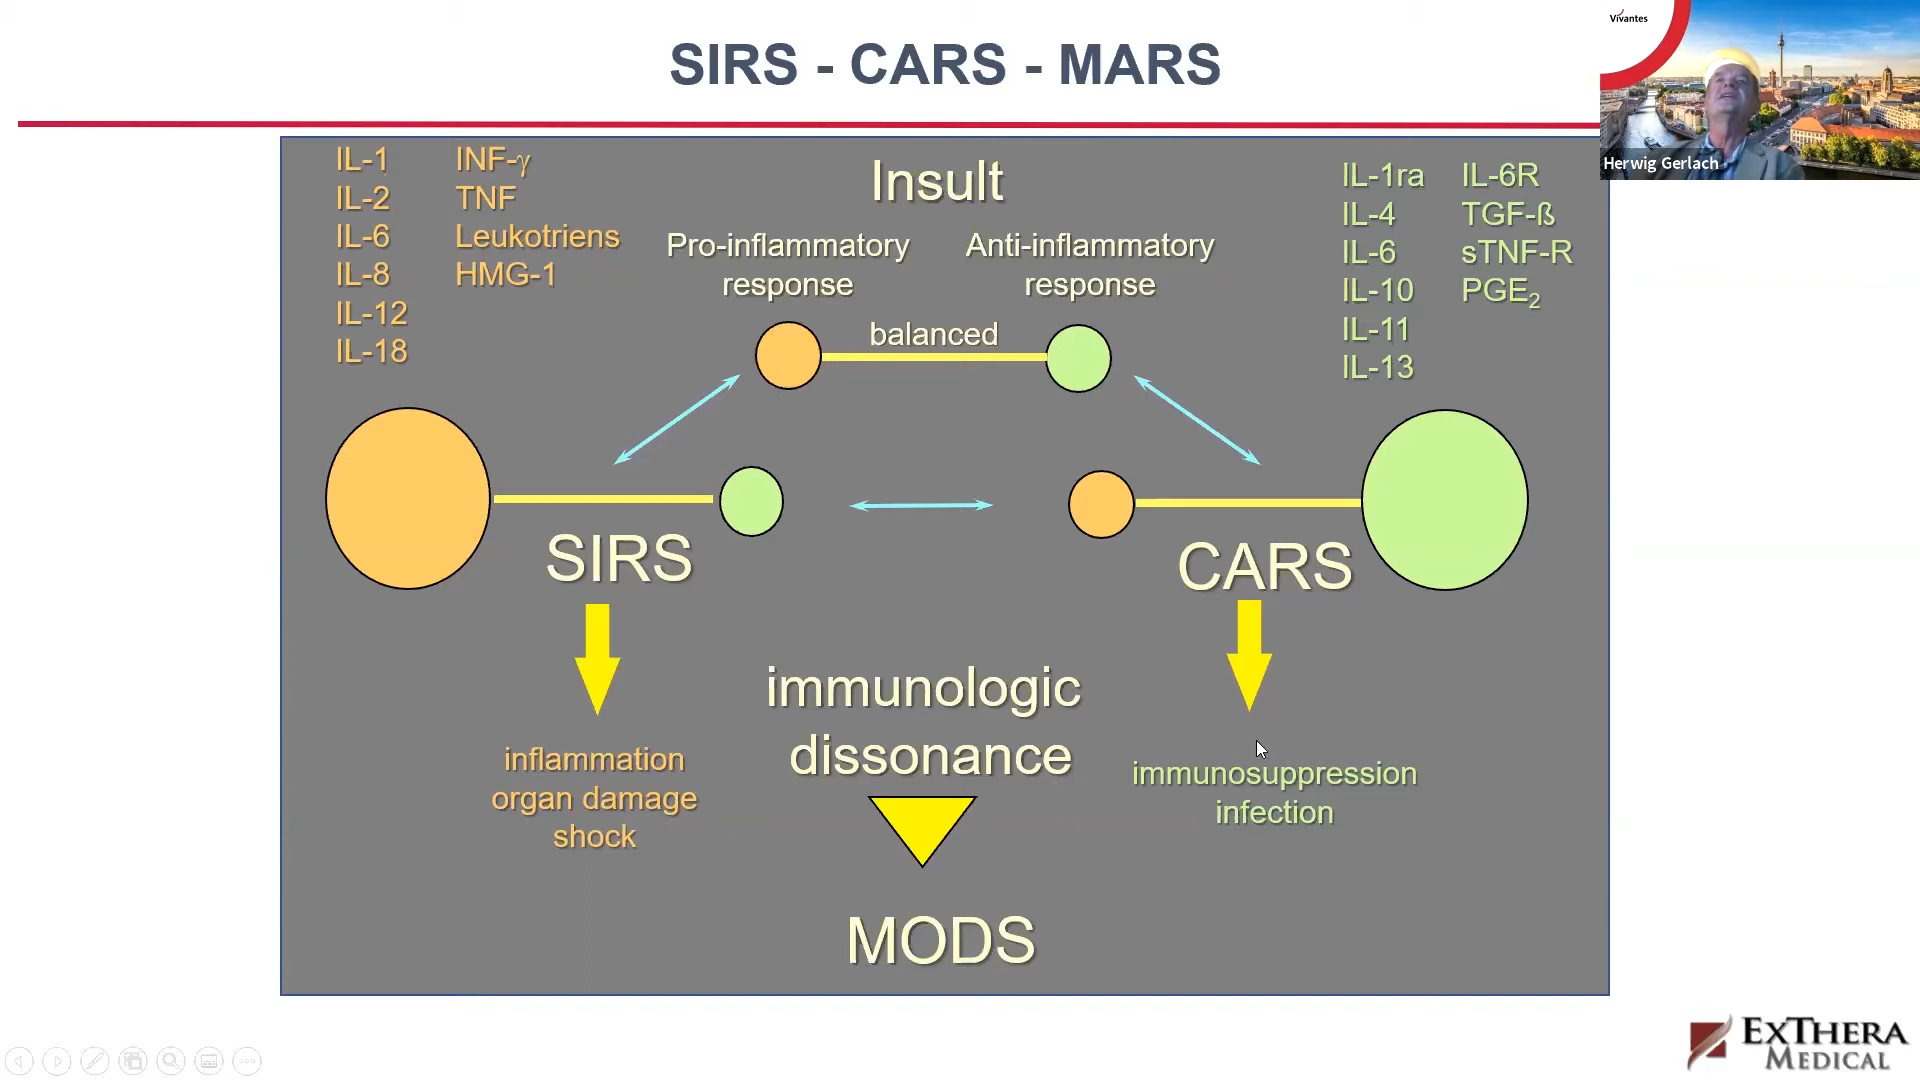 SIRS - CARS - MARS
Vivantes
Herwig Gerlach
IL-1
IL-2
IL-6
IL-8
IL-12
IL-18
INF-γ
TNF
Leukotriens
HMG-1
Insult
Pro-inflammatory
response
Anti-inflammatory
response
balanced
IL-1ra
IL-4
IL-6
IL-10
IL-11
IL-13
IL-6R
TGF-ß
sTNF-R
PGE₂
SIRS
CARS
immunologic
dissonance
inflammation
organ damage
shock
immunosuppression
infection
MODS
EXTHERA
MEDICAL